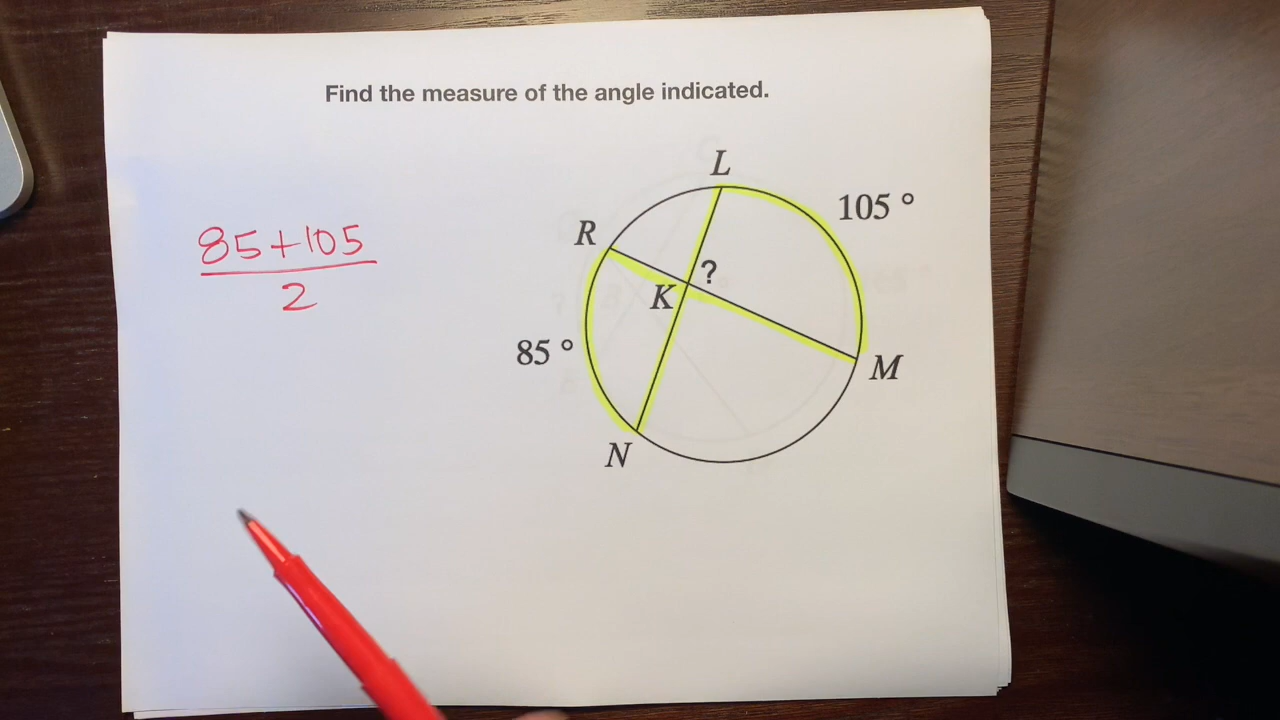 Find the measure of the angle indicated.
L
105 °
R
?
K
85 °
M
N
85+105
2